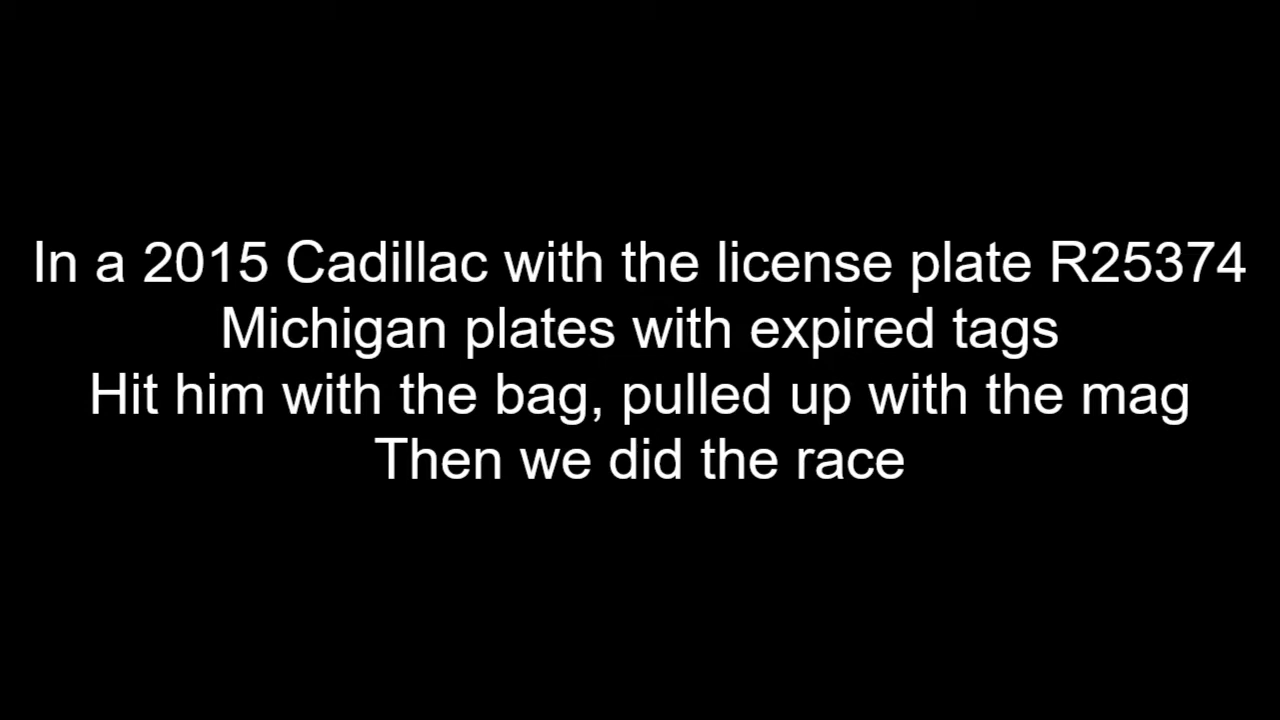 In a 2015 Cadillac with the license plate R25374
Michigan plates with expired tags
Hit him with the bag, pulled up with the mag
Then we did the race